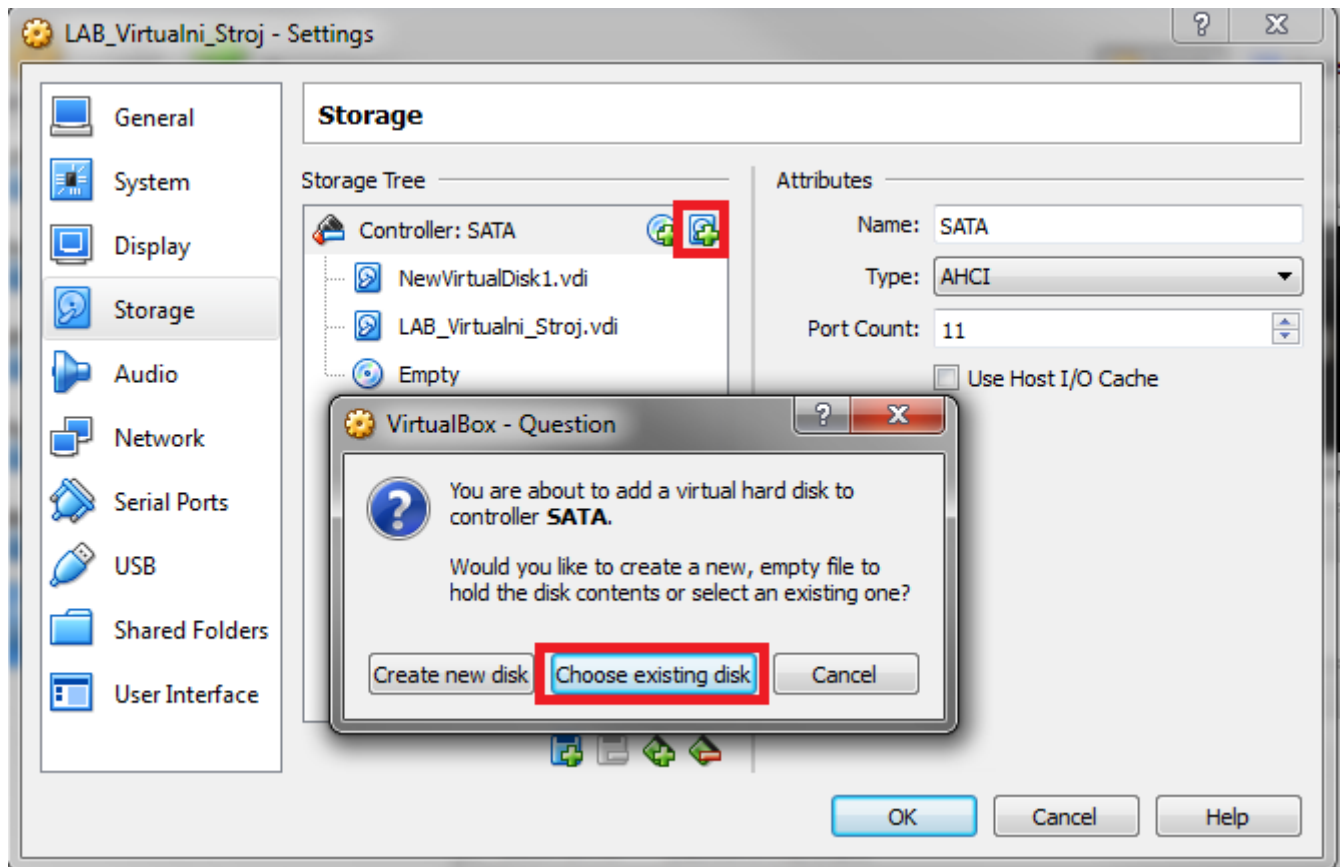 LAB_Virtualni_Stroj - Settings
General
System
Display
Storage
Audio
Network
Serial Ports
USB
Shared Folders
User Interface
Storage
Storage Tree
Controller: SATA
NewVirtualDisk1.vdi
LAB_Virtualni_Stroj.vdi
Empty
Attributes
Name: SATA
Type: AHCI
Port Count: 11
Use Host I/O Cache
VirtualBox - Question
You are about to add a virtual hard disk to
controller SATA.
Would you like to create a new, empty file to
hold the disk contents or select an existing one?
Create new disk Choose existing disk Cancel
OK Cancel Help